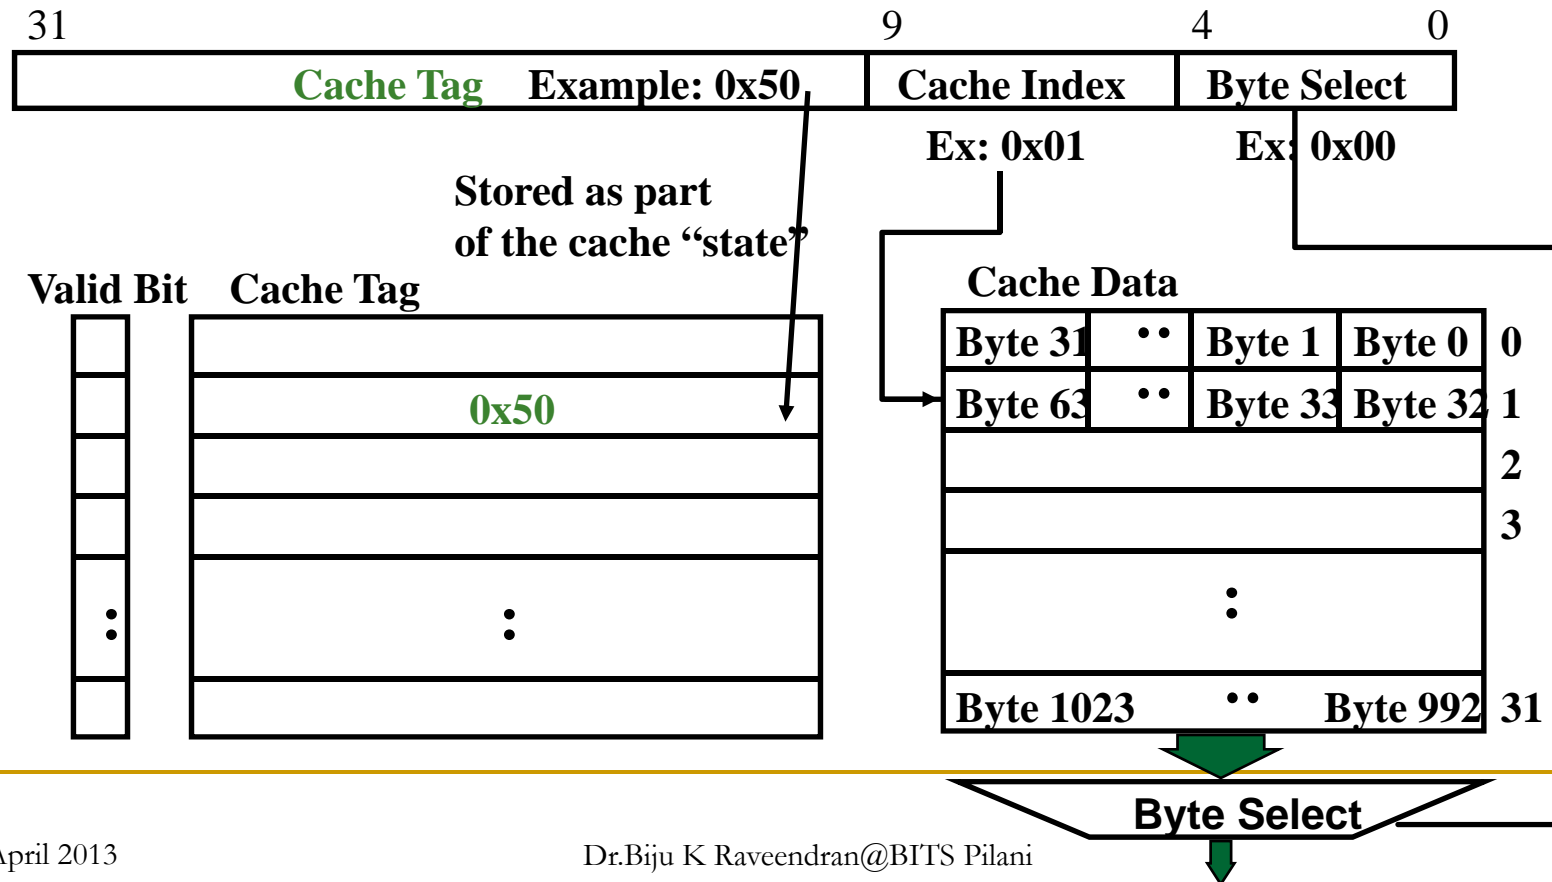 31 9 4 0
Cache Tag Example: 0x50 Cache Index Byte Select
Ex: 0x01 Ex: 0x00
Stored as part
of the cache “state”
Valid Bit Cache Tag Cache Data
Byte 31 •• Byte 1 Byte 0 0
0x50 Byte 63 •• Byte 33 Byte 32 1
2
3
: : :
Byte 1023 •• Byte 992 31
Byte Select
April 2013 Dr.Biju K Raveendran@BITS Pilani